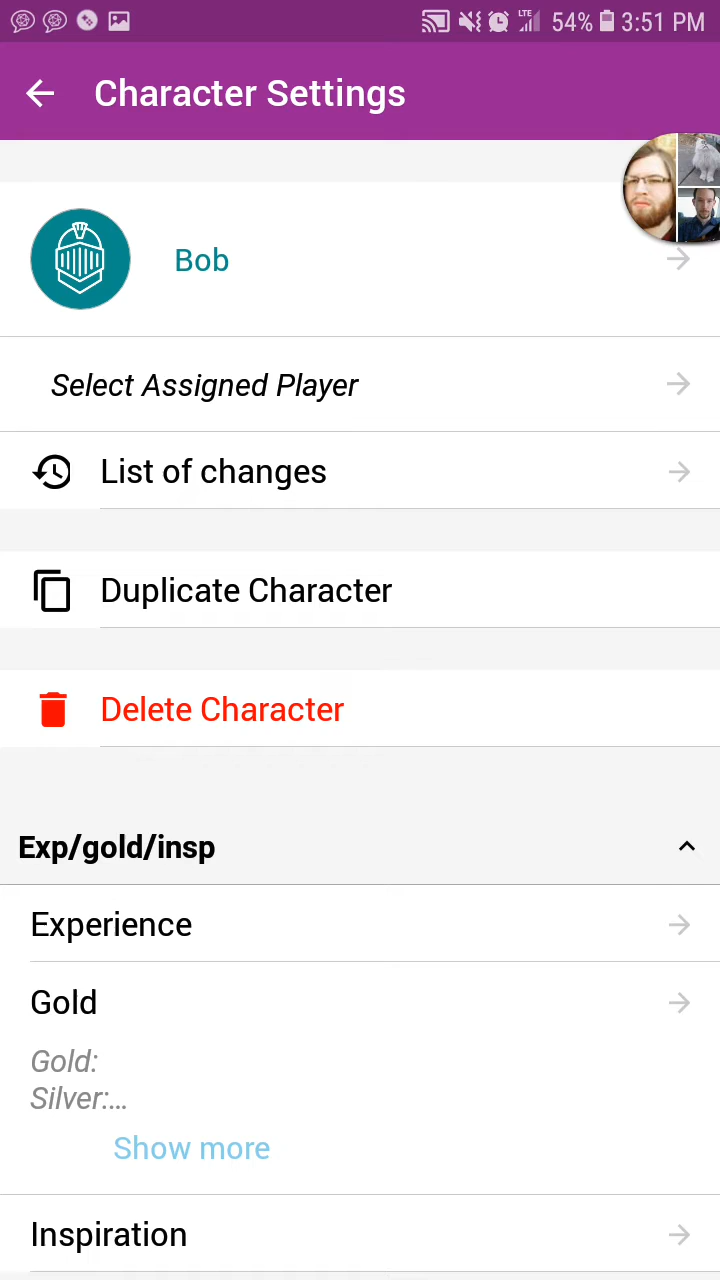 LTE 54% 3:51 PM
Character Settings
Bob
Select Assigned Player
List of changes
Duplicate Character
Delete Character
Exp/gold/insp
Experience
Gold
Gold:
Silver:...
Show more
Inspiration